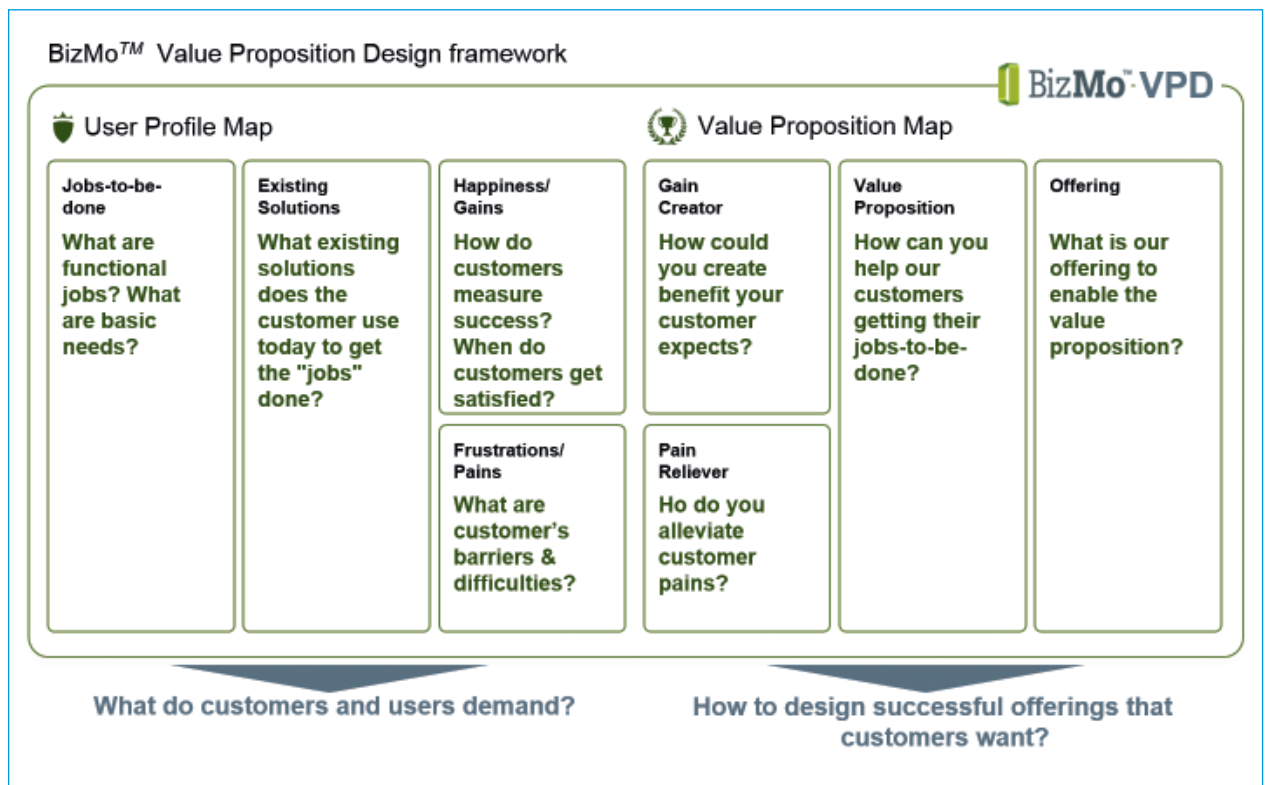 BizMo™ Value Proposition Design framework
BizMo™ VPD
User Profile Map
Jobs-to-be-
done
What are
functional
jobs? What
are basic
needs?
Existing
Solutions
What existing
solutions
does the
customer use
today to get
the "jobs"
done?
Happiness/
Gains
How do
customers
measure
success?
When do
customers get
satisfied?
Frustrations/
Pains
What are
customer’s
barriers &
difficulties?
Value Proposition Map
Gain
Creator
How could
you create
benefit your
customer
expects?
Pain
Reliever
Ho do you
alleviate
customer
pains?
Value
Proposition
How can you
help our
customers
getting their
jobs-to-be-
done?
Offering
What is our
offering to
enable the
value
proposition?
What do customers and users demand?
How to design successful offerings that
customers want?